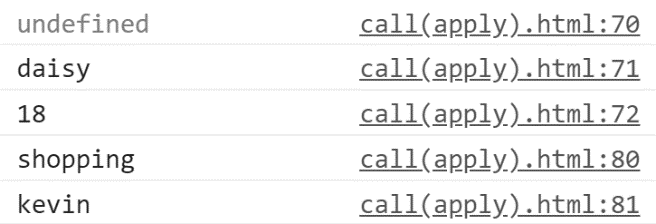 undefined call(apply).html:70
daisy call(apply).html:71
18 call(apply).html:72
shopping call(apply).html:80
kevin call(apply).html:81